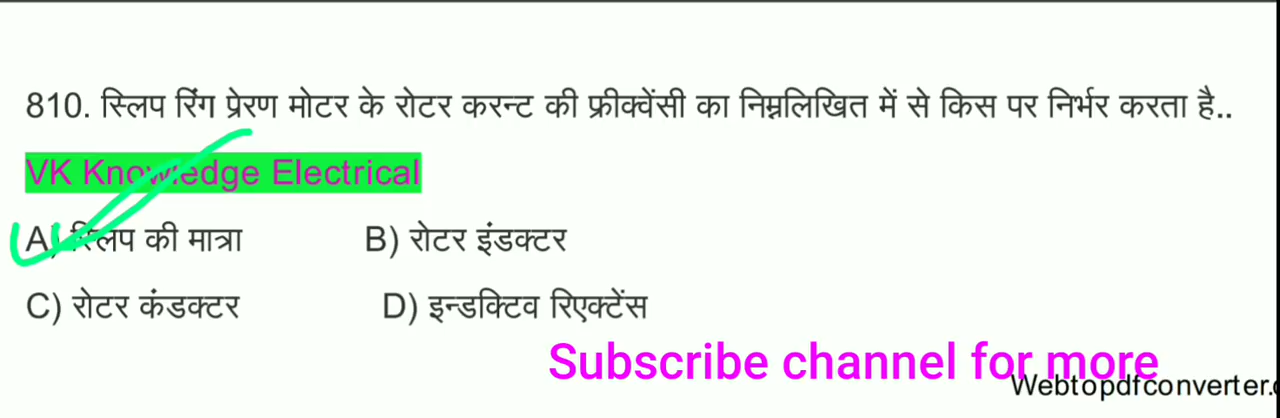 810. स्लिप रिंग प्रेरण मोटर के रोटर करन्ट की फ्रीक्वेंसी का निम्नलिखित में से किस पर निर्भर करता है..
VK Knowledge Electrical
A) स्लिप की मात्रा B) रोटर इंडक्टर
C) रोटर कंडक्टर D) इन्डक्टिव रिएक्टेंस
Subscribe channel for more
Webtopdfconverter.